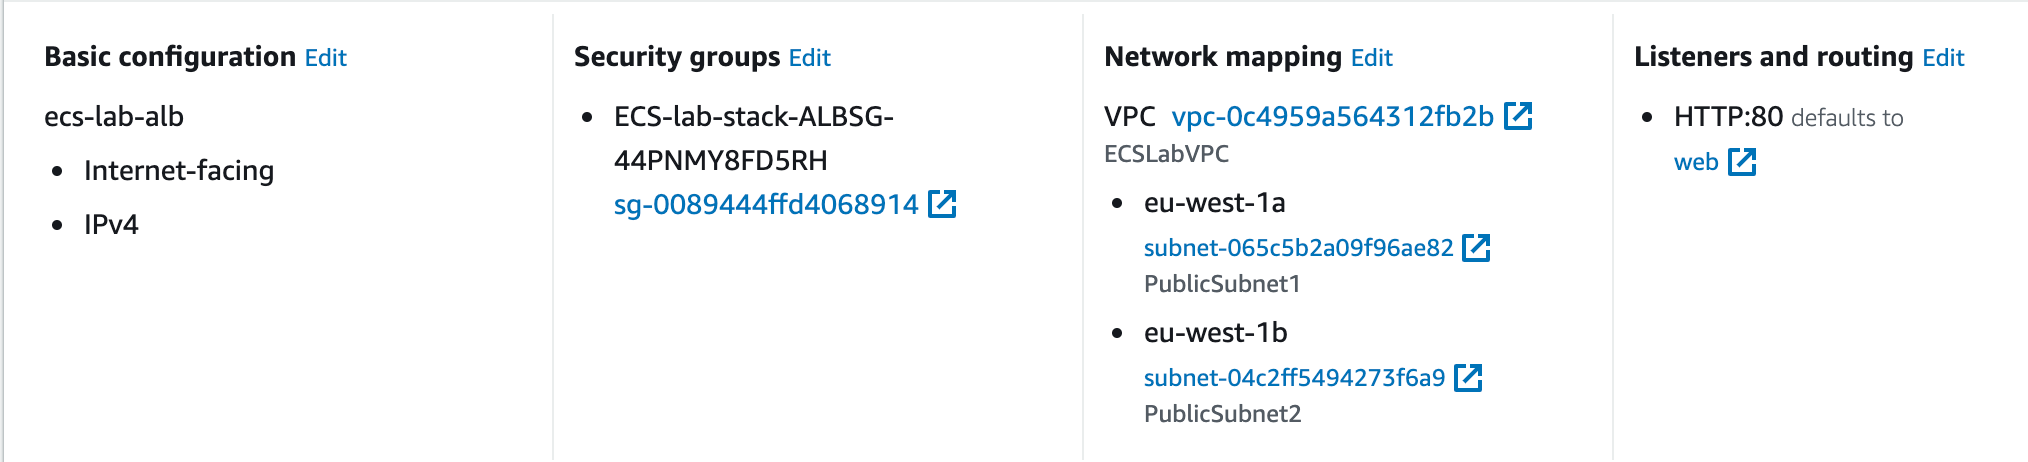 Basic configuration Edit
ecs-lab-alb
Internet-facing
IPv4
Security groups Edit
ECS-lab-stack-ALBSG-
44PNMY8FD5RH
sg-0089444ffd4068914
Network mapping Edit
VPC vpc-0c4959a564312fb2b
ECSLabVPC
eu-west-1a
subnet-065c5b2a09f96ae82
PublicSubnet1
eu-west-1b
subnet-04c2ff5494273f6a9
PublicSubnet2
Listeners and routing Edit
HTTP:80 defaults to
web